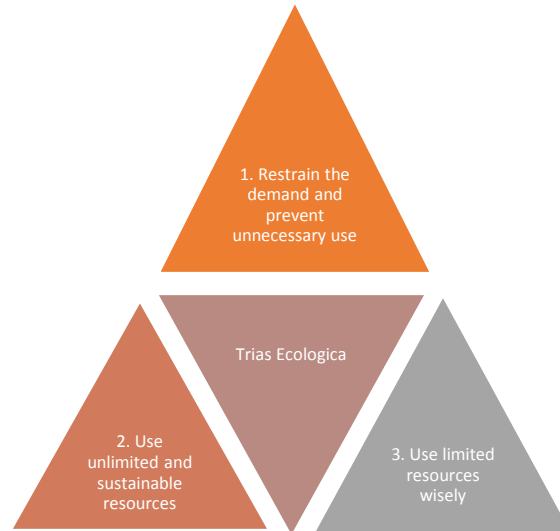 1. Restrain the
demand and
prevent
unnecessary use
Trias Ecologica
2. Use
unlimited and
sustainable
resources
3. Use limited
resources
wisely